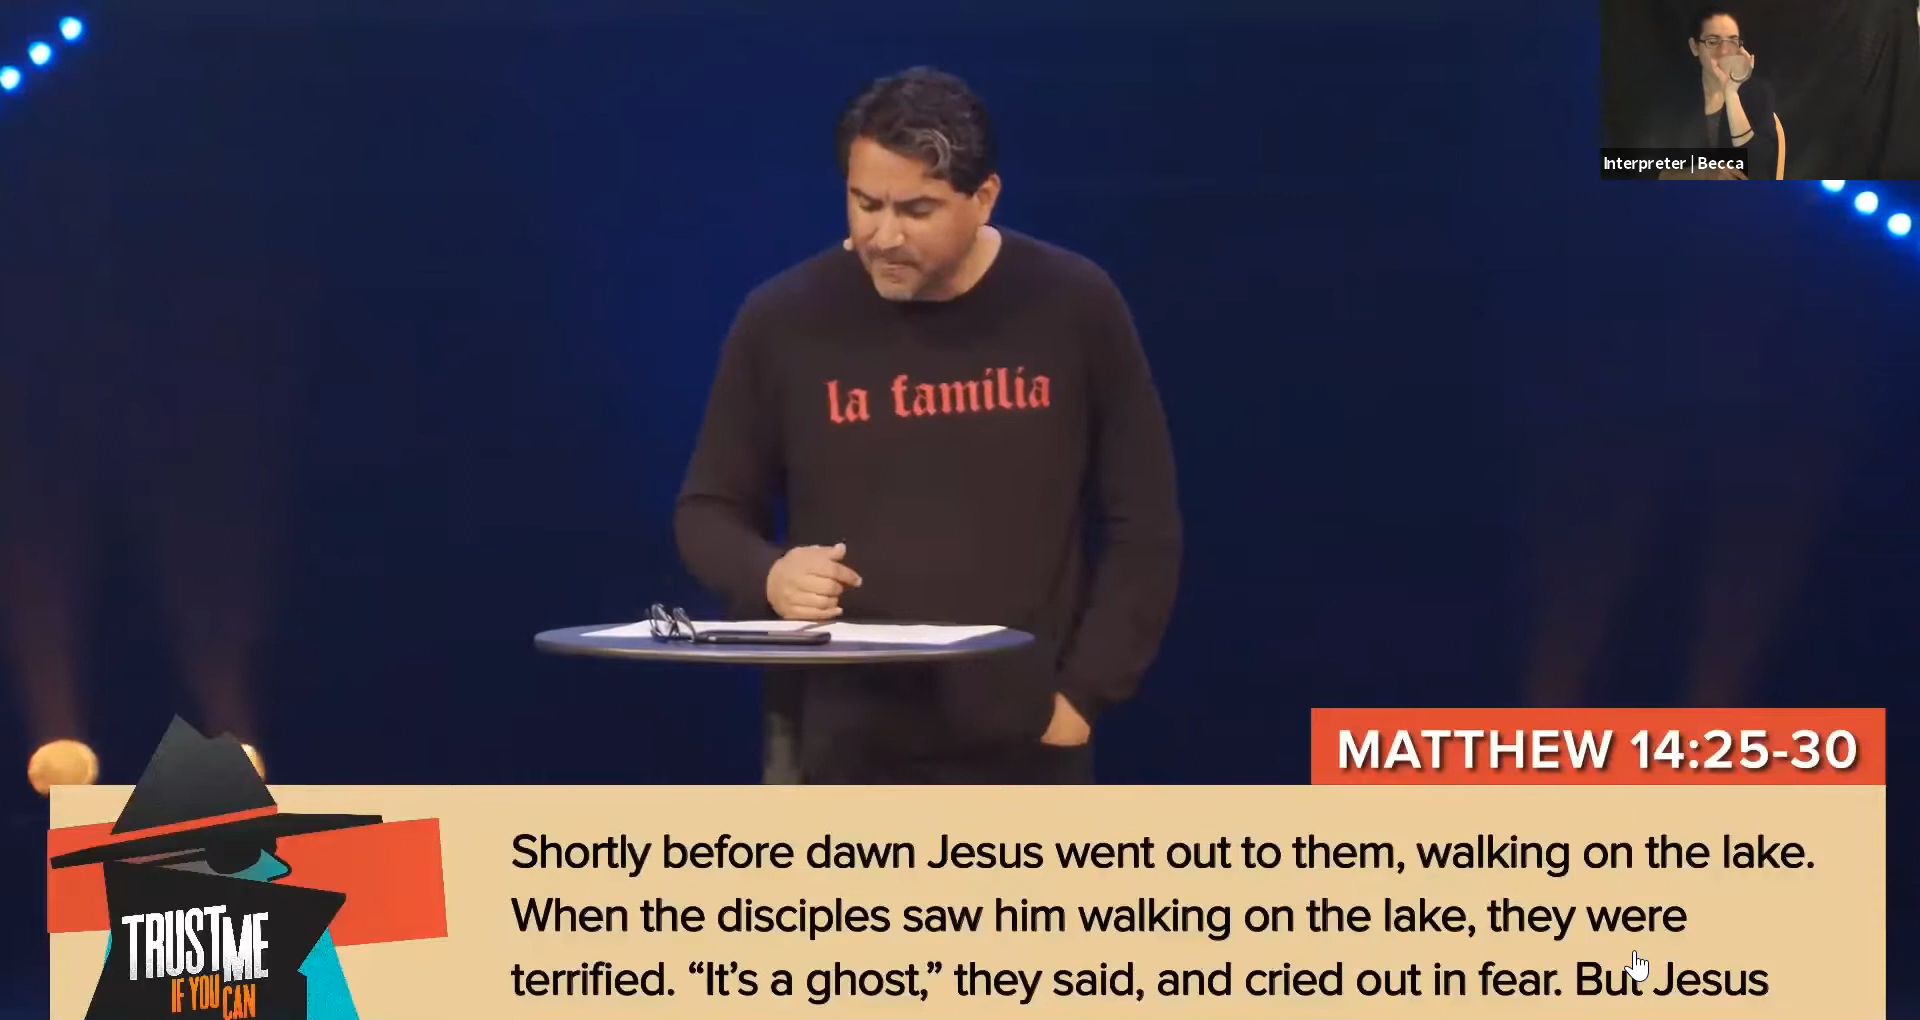 Interpreter | Becca
la familia
MATTHEW 14:25-30
Shortly before dawn Jesus went out to them, walking on the lake.
When the disciples saw him walking on the lake, they were
terrified. “It’s a ghost,” they said, and cried out in fear. But Jesus
TRUST ME
IF YOU CAN